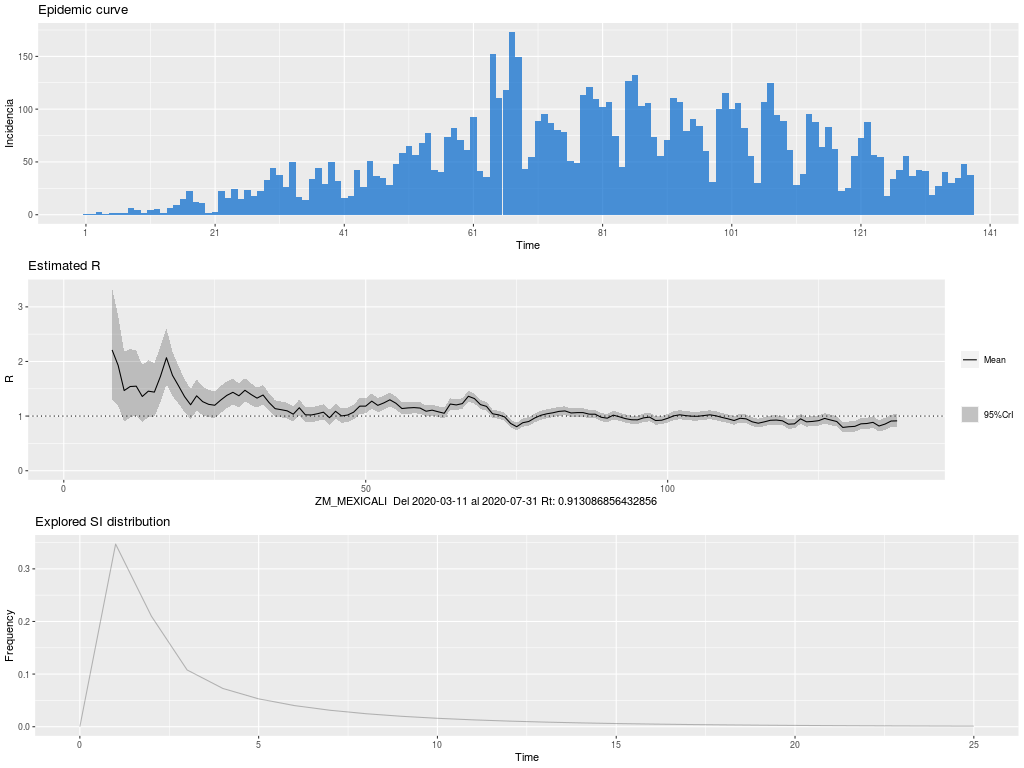 Epidemic curve
150
100
50
0
Incidencia
1 21 41 61 81 101 121 141
Time
Estimated R
3
2
1
0
R
0 50 100
ZM_MEXICALI Del 2020-03-11 al 2020-07-31 Rt: 0.913086856432856
Mean
95%CrI
Explored SI distribution
0.3
0.2
0.1
0.0
Frequency
0 5 10 15 20 25
Time